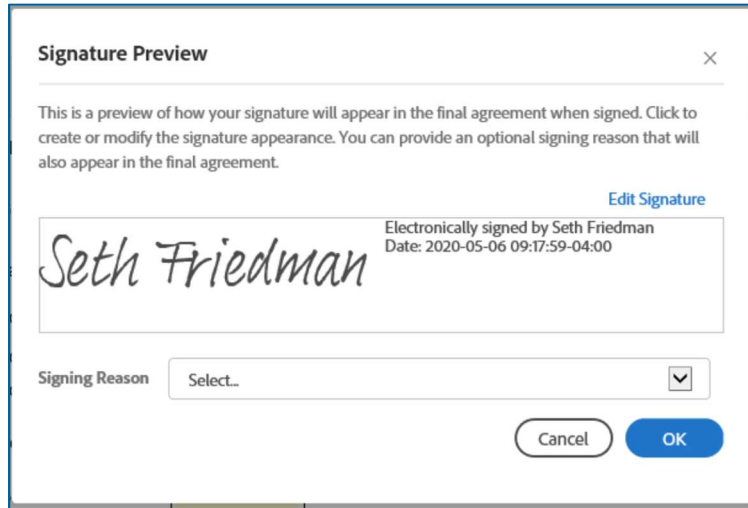 Signature Preview
This is a preview of how your signature will appear in the final agreement when signed. Click to
create or modify the signature appearance. You can provide an optional signing reason that will
also appear in the final agreement.
Edit Signature
Seth Friedman
Electronically signed by Seth Friedman
Date: 2020-05-06 09:17:59-04:00
Signing Reason
Select...
Cancel
OK